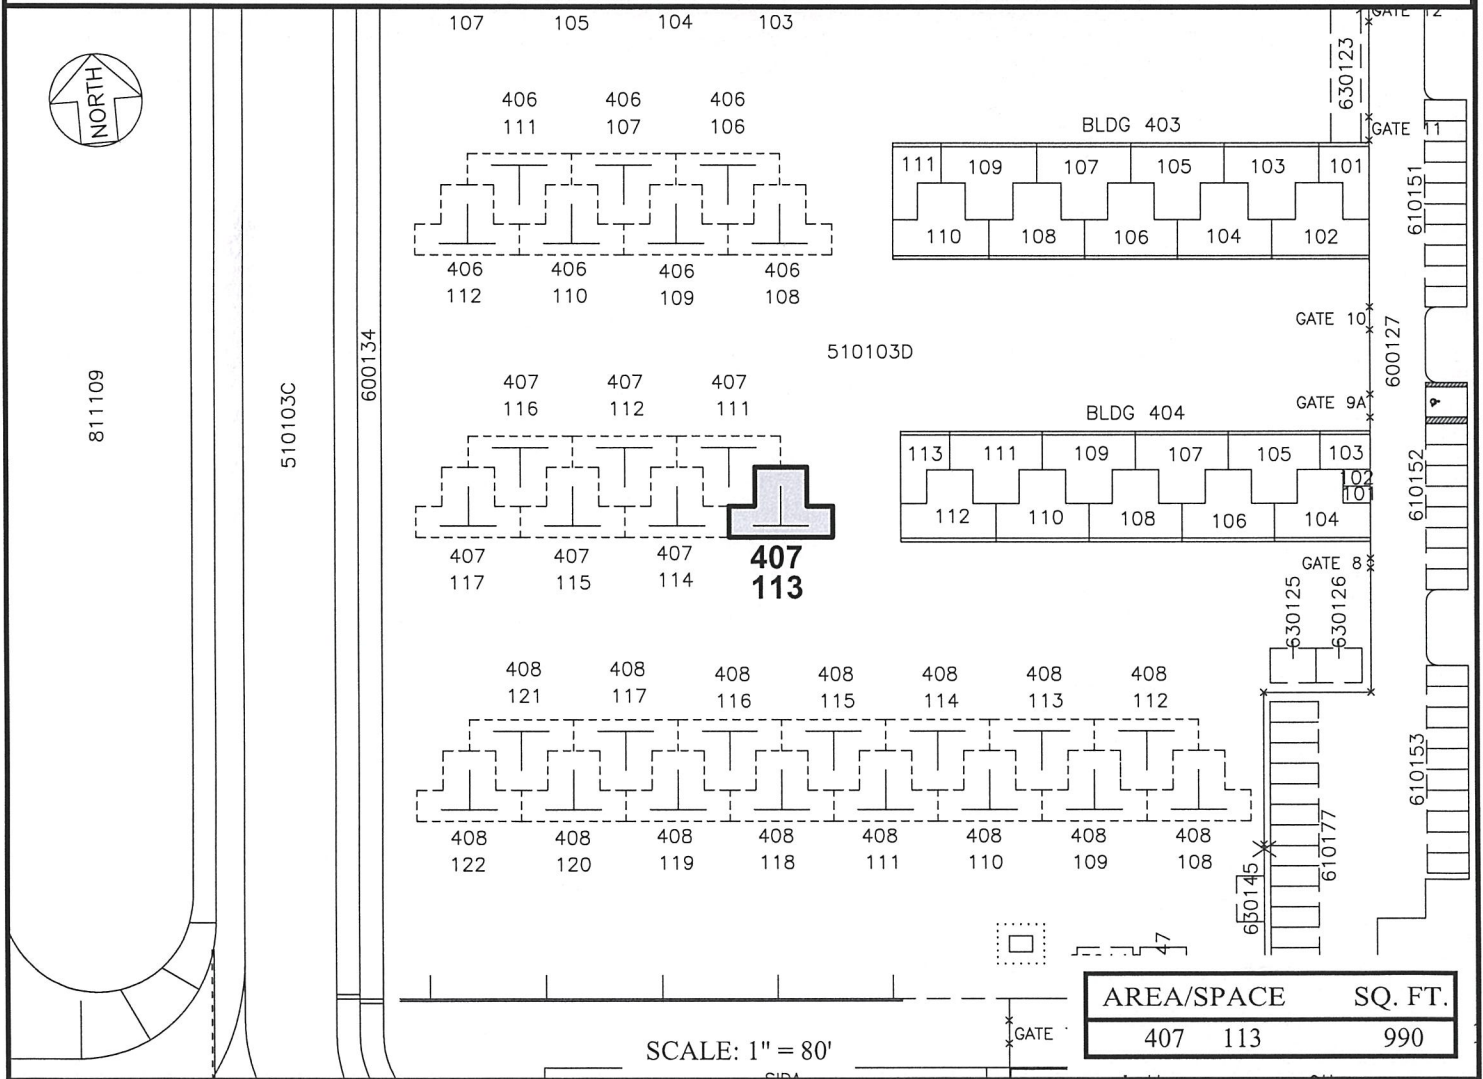 107 105 104 103
GATE 12
NORTH
630123
406 406 406
111 107 106
BLDG 403
GATE 11
111 109 107 105 103 101
610151
110 108 106 104 102
406 406 406 406
112 110 109 108
GATE 10
510103D
600134
600127
811109
510103C
407 407 407
116 112 111
GATE 9A
BLDG 404
113 111 109 107 105 103
102
101
610152
112 110 108 106 104
407 407 407 407
117 115 114 113
GATE 8
630125
630126
408 408 408 408 408 408 408
121 117 116 115 114 113 112
610153
610177
408 408 408 408 408 408 408 408
122 120 119 118 111 110 109 108
630145
47
AREA/SPACE SQ. FT.
407 113 990
GATE
SCALE: 1" = 80'